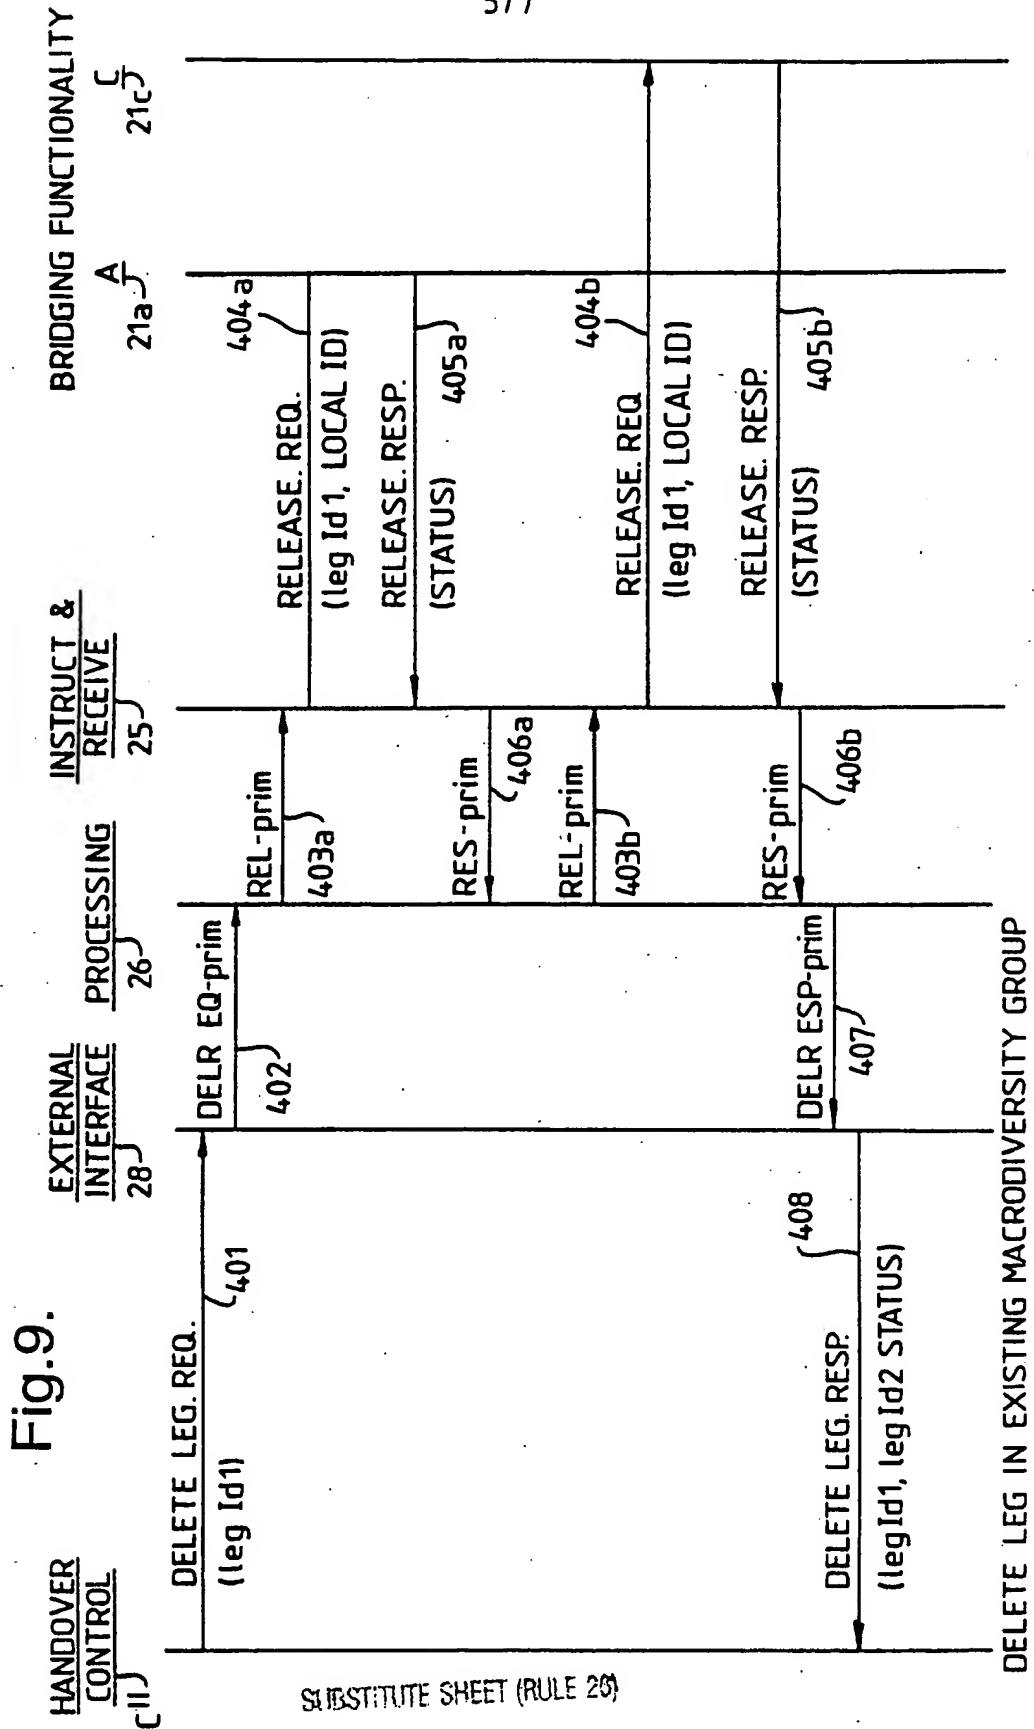 5/7
Fig.9.
HANDOVER
CONTROL
C11
EXTERNAL
INTERFACE
28
PROCESSING
26
INSTRUCT &
RECEIVE
25
BRIDGING FUNCTIONALITY
A
21a
C
21c
DELETE LEG. REQ.
(leg Id1)
401
DELR EQ-prim
402
REL-prim
403a
RELEASE. REQ.
(leg Id1, LOCAL ID)
404a
RELEASE. RESP.
(STATUS)
405a
RES-prim
406a
REL-prim
403b
RELEASE. REQ
(leg Id1, LOCAL ID)
404b
RELEASE. RESP.
(STATUS)
405b
RES-prim
406b
DELR ESP-prim
407
DELETE LEG. RESP.
(legId1, legId2 STATUS)
408
DELETE LEG IN EXISTING MACRODIVERSITY GROUP
SUBSTITUTE SHEET (RULE 26)